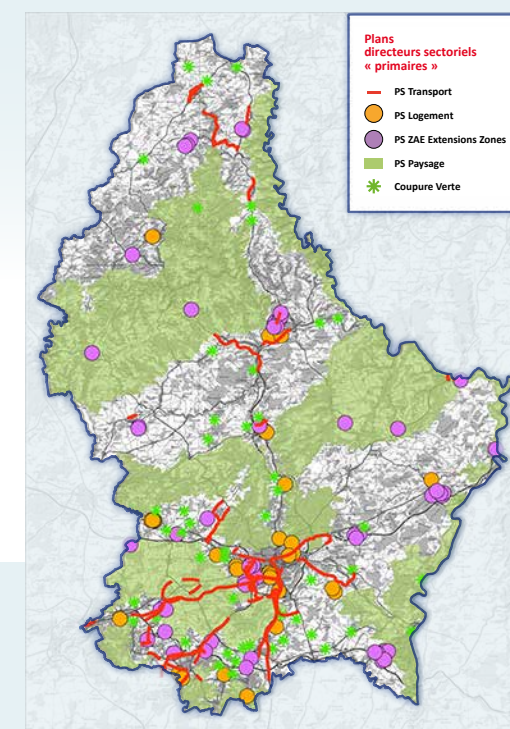 Plans
directeurs sectoriels
« primaires »
PS Transport
PS Logement
PS ZAE Extensions Zones
PS Paysage
Coupure Verte